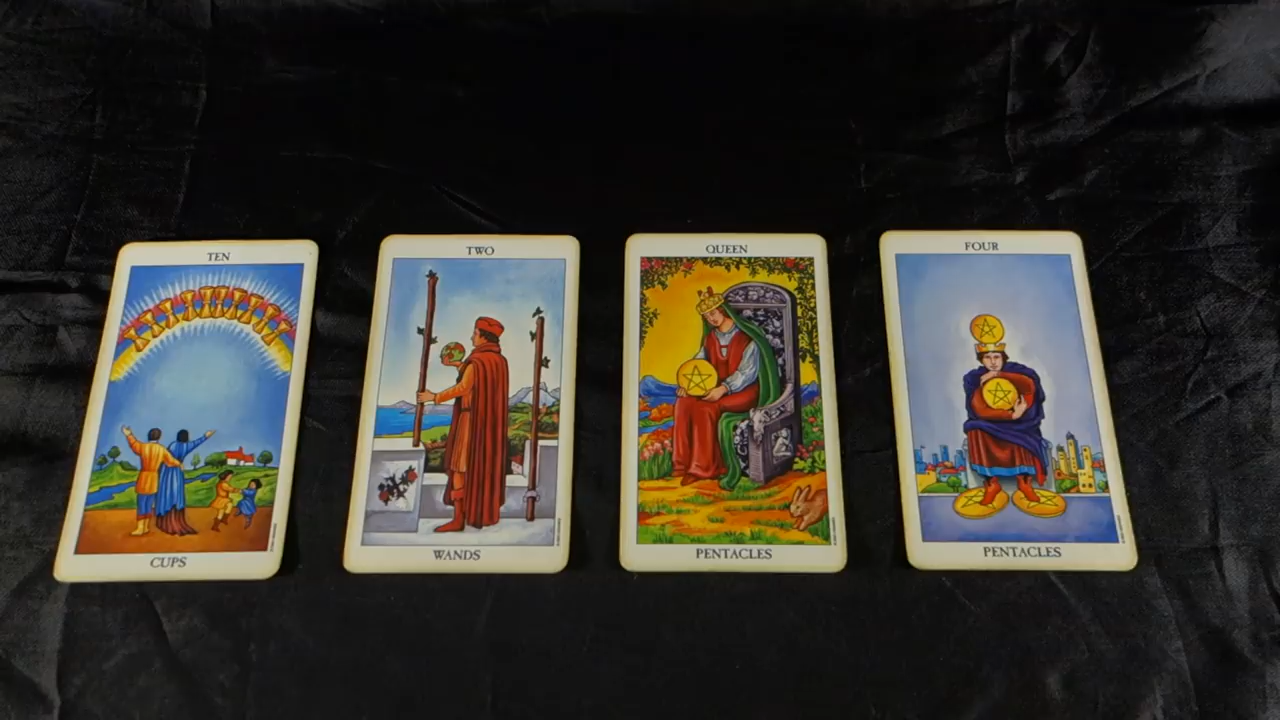 TEN
CUPS
TWO
WANDS
QUEEN
PENTACLES
FOUR
PENTACLES